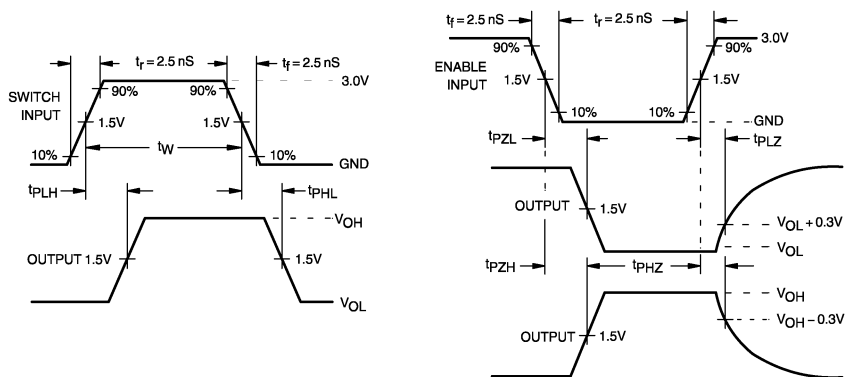 tr = 2.5 nS
tf = 2.5 nS
3.0V
SWITCH
INPUT
90%
90%
1.5V
1.5V
10%
10%
tW
GND
tPLH
tPHL
VOH
OUTPUT
1.5V
1.5V
VOL
tf = 2.5 nS
tr = 2.5 nS
90%
90%
3.0V
ENABLE
INPUT
1.5V
1.5V
10%
10%
GND
tPZL
tPLZ
OUTPUT
1.5V
VOL + 0.3V
VOL
tPZH
tPHZ
VOH
VOH – 0.3V
OUTPUT
1.5V